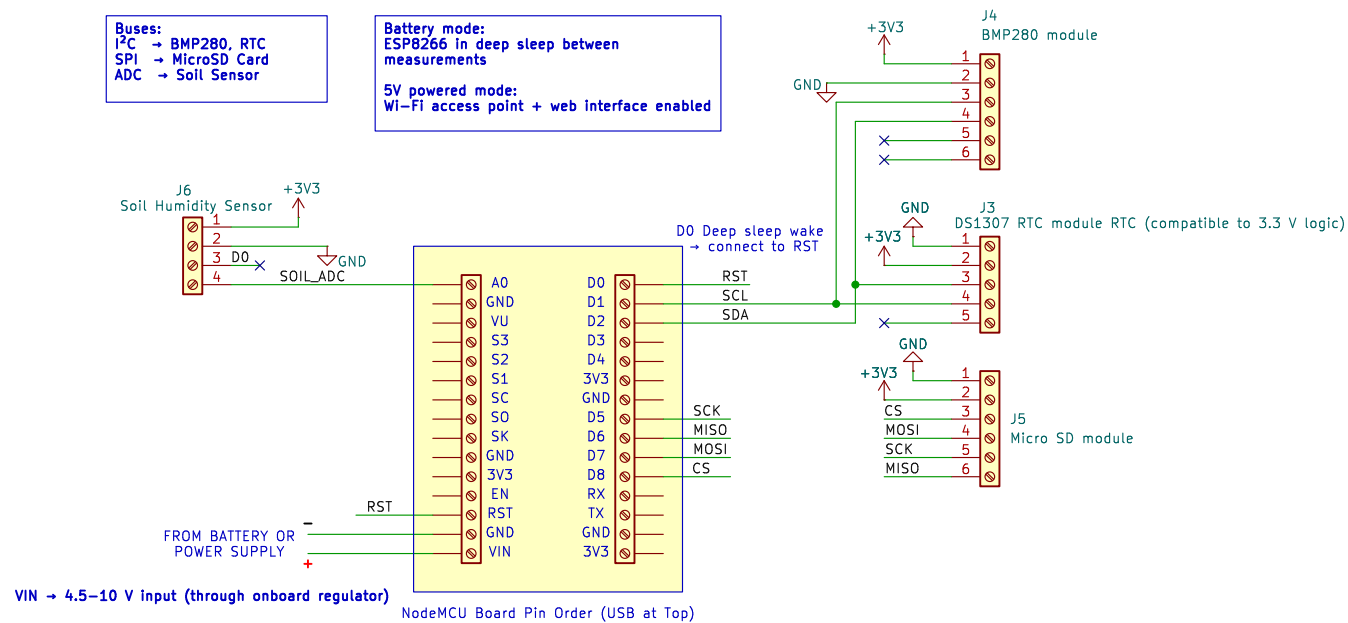 Buses:
I²C → BMP280, RTC
SPI → MicroSD Card
ADC → Soil Sensor
Battery mode:
ESP8266 in deep sleep between
measurements
5V powered mode:
Wi-Fi access point + web interface enabled
J4
BMP280 module
+3V3
GND
1
2
3
4
5
6
J6
Soil Humidity Sensor
+3V3
1
2
3
4
DO
GND
SOIL_ADC
J3
DS1307 RTC module RTC (compatible to 3.3 V logic)
GND
+3V3
1
2
3
4
5
D0 Deep sleep wake
→ connect to RST
A0
GND
VU
S3
S2
S1
SC
SO
SK
GND
3V3
EN
RST
GND
VIN
D0
D1
D2
D3
D4
3V3
GND
D5
D6
D7
D8
RX
TX
GND
3V3
RST
SCL
SDA
SCK
MISO
MOSI
CS
GND
+3V3
1
2
3
4
5
6
CS
MOSI
SCK
MISO
J5
Micro SD module
RST
−
FROM BATTERY OR
POWER SUPPLY
+
VIN → 4.5-10 V input (through onboard regulator)
NodeMCU Board Pin Order (USB at Top)